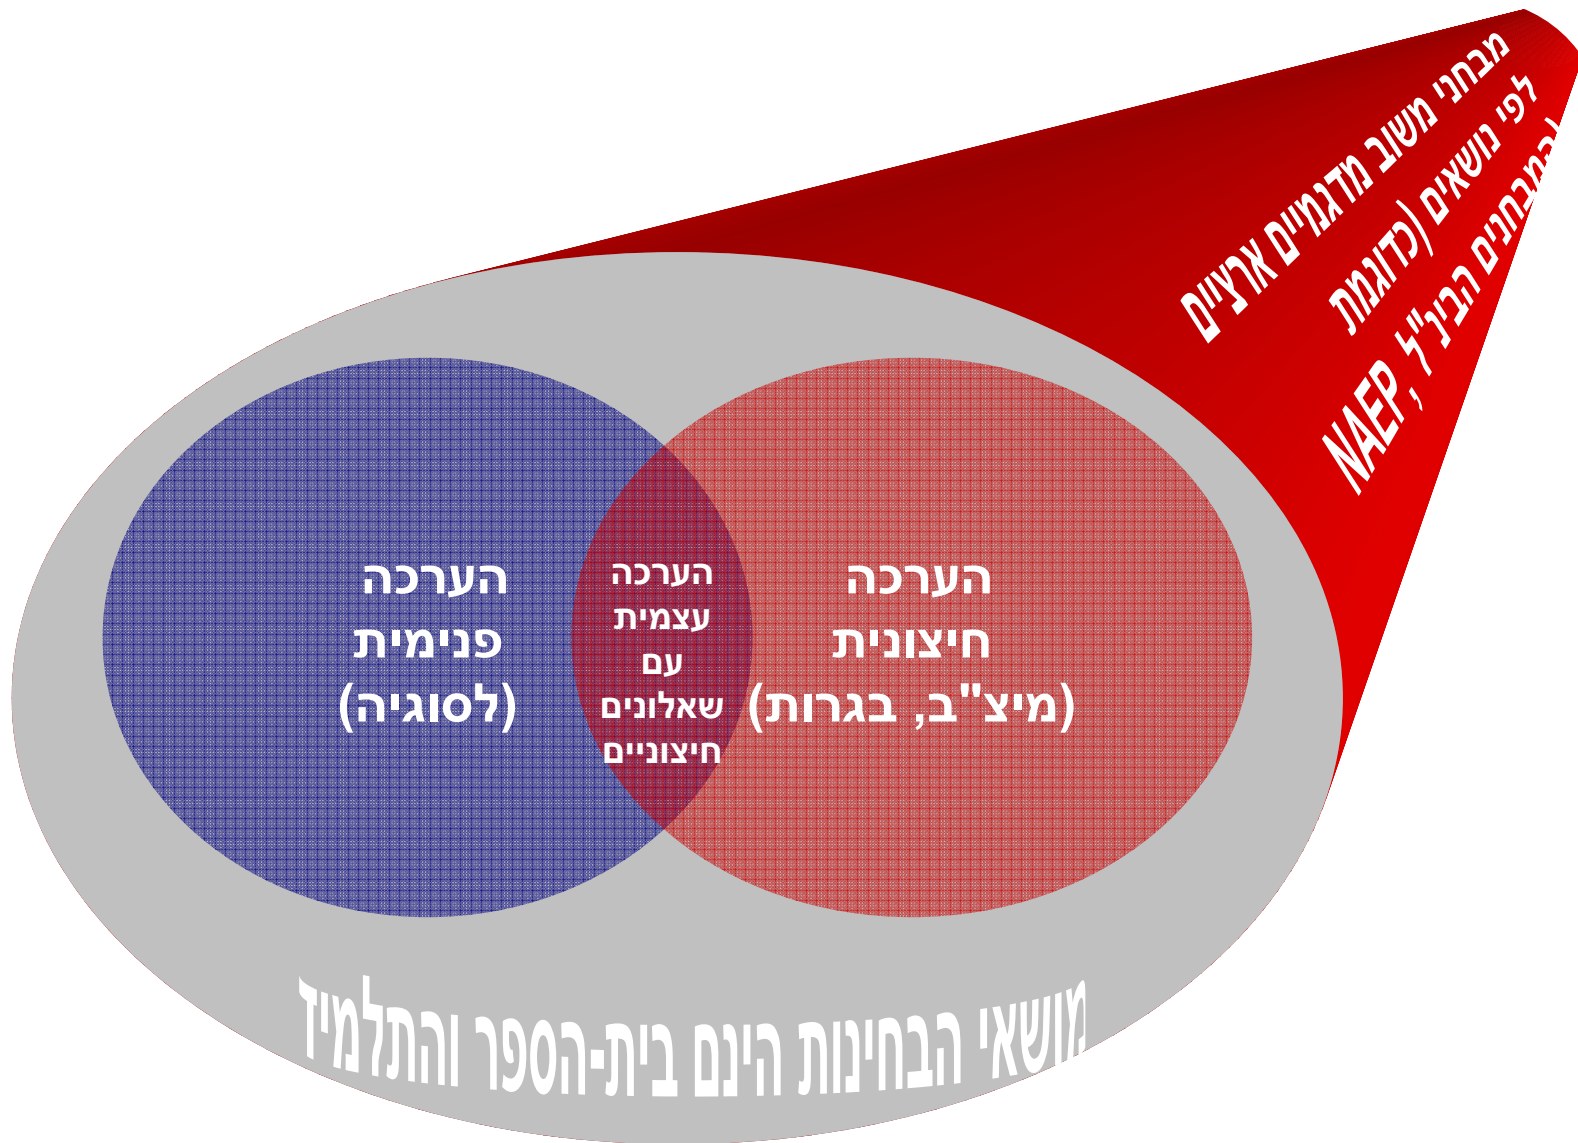 מבחני משוב מדגמיים ארציים
לפי נושאים (כדוגמת
המבחנים הבינ"ל, NAEP
הערכה
חיצונית
(מיצ"ב, בגרות)
הערכה
עצמית
עם
שאלונים
חיצוניים
הערכה
פנימית
(לסוגיה)
מושאי הבחינות הינם בית-הספר והתלמיד